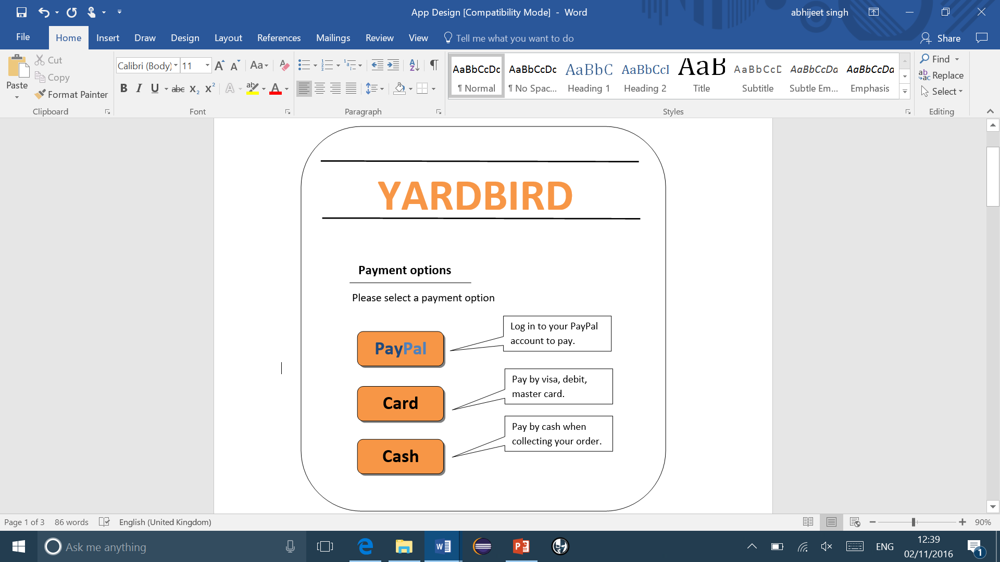 App Design [Compatibility Mode] - Word
abhijeet singh
File Home Insert Draw Design Layout References Mailings Review View Tell me what you want to do Share
Paste
Cut
Copy
Format Painter
Clipboard
Calibri (Body) 11
Aa
B I U abc X₂ X² A ab A
Font
Paragraph
AaBbCcDc AaBbCcDc AaBbC AaBbCcI AaB AaBbCcD AaBbCcDa AaBbCcDa
¶ Normal ¶ No Spac... Heading 1 Heading 2 Title Subtitle Subtle Em... Emphasis
Styles
Find
Replace
Select
Editing
YARDBIRD
Payment options
Please select a payment option
PayPal
Log in to your PayPal
account to pay.
Card
Pay by visa, debit,
master card.
Cash
Pay by cash when
collecting your order.
Page 1 of 3 86 words English (United Kingdom) 90%
Ask me anything
ENG
12:39
02/11/2016
1